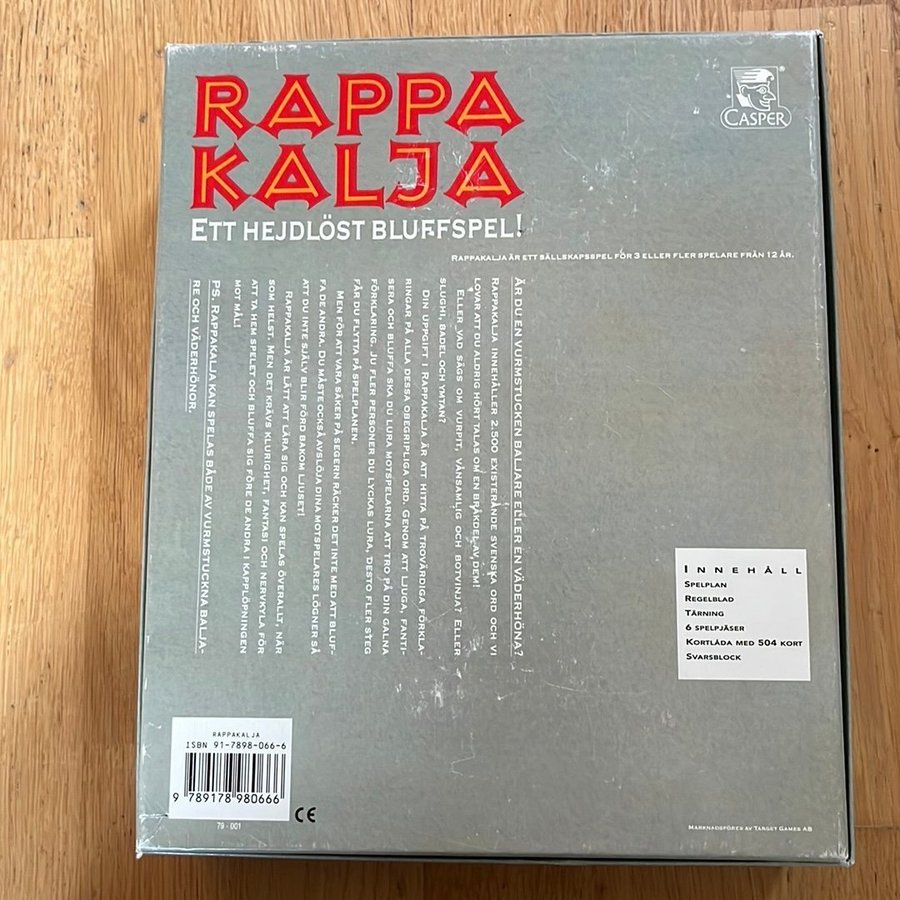 RAPPA
KALJA
ETT HEJDLÖST BLUFFSPEL!
CASPER
RAPPAKALJA ÄR ETT SÄLLSKAPSSPEL FÖR 3 ELLER FLER SPELARE FRÅN 12 ÅR.
ÄR DU EN VURMSTUCKEN BALJARE ELLER EN VÄDERHÖNA?
RAPPAKALJA INNEHÅLLER 2.500 EXISTERANDE SVENSKA ORD OCH VI
LOVAR ATT DU ALDRIG HÖRT TALAS OM EN BRÅKDEL AV DEM!
ELLER VAD SÄGS OM VURPIT, VÅNSAMLIG OCH BOTVINJA? ELLER
SLUGHI, BADEL OCH YMTAN?
DIN UPPGIFT I RAPPAKALJA ÄR ATT HITTA PÅ TROVÄRDIGA FÖRKLA-
RINGAR PÅ ALLA DESSA OBEGRIPLIGA ORD. GENOM ATT LJUGA, FANTI-
SERA OCH BLUFFA SKA DU LURA MOTSPELARNA ATT TRO PÅ DIN GALNA
FÖRKLARING. JU FLER PERSONER DU LYCKAS LURA, DESTO FLER STEG
FÅR DU FLYTTA PÅ SPELPLANEN.
MEN FÖR ATT VARA SÄKER PÅ SEGERN RÄCKER DET INTE MED ATT BLUF-
FA DE ANDRA. DU MÅSTE OCKSÅ AVSLÖJA DINA MOTSPELARES LÖGNER SÅ
ATT DU INTE SJÄLV BLIR FÖRD BAKOM LJUSET!
RAPPAKALJA ÄR LÄTT ATT LÄRA SIG OCH KAN SPELAS ÖVERALLT, NÄR
SOM HELST. MEN DET KRÄVS KLURIGHET, FANTASI OCH NERVKYLA FÖR
ATT TA HEM SPELET OCH BLUFFA SIG FÖRE DE ANDRA I KAPPLÖPNINGEN
MOT MÅL!
PS. RAPPAKALJA KAN SPELAS BÅDE AV VURMSTUCKNA BALJA-
RE OCH VÄDERHÖNOR.
INNEHÅLL
SPELPLAN
REGELBLAD
TÄRNING
6 SPELPJÄSER
KORTLÅDA MED 504 KORT
SVARSBLOCK
RAPPAKALJA
ISBN 91-7898-066-6
9 789178 980666
79 - 001
CE
MARKNADSFÖRES AV TARGET GAMES AB